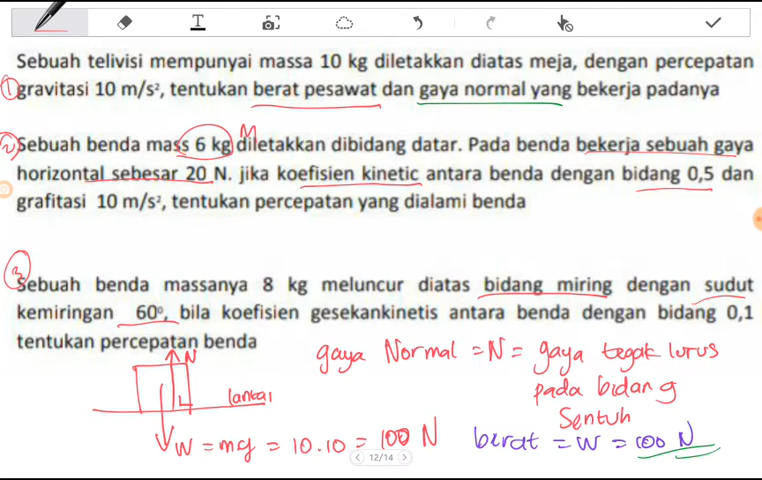 T
Sebuah telivisi mempunyai massa 10 kg diletakkan diatas meja, dengan percepatan
① gravitasi 10 m/s², tentukan berat pesawat dan gaya normal yang bekerja padanya
② Sebuah benda mass 6 kg diletakkan dibidang datar. Pada benda bekerja sebuah gaya
M
horizontal sebesar 20 N. jika koefisien kinetic antara benda dengan bidang 0,5 dan
grafitasi 10 m/s², tentukan percepatan yang dialami benda
③ Sebuah benda massanya 8 kg meluncur diatas bidang miring dengan sudut
kemiringan 60°, bila koefisien gesekankinetis antara benda dengan bidang 0,1
tentukan percepatan benda
N
lantai
W = mg = 10.10 = 100 N
gaya Normal = N = gaya tegak lurus
pada bidang
Sentuh
berat = W = 100 N
12/14